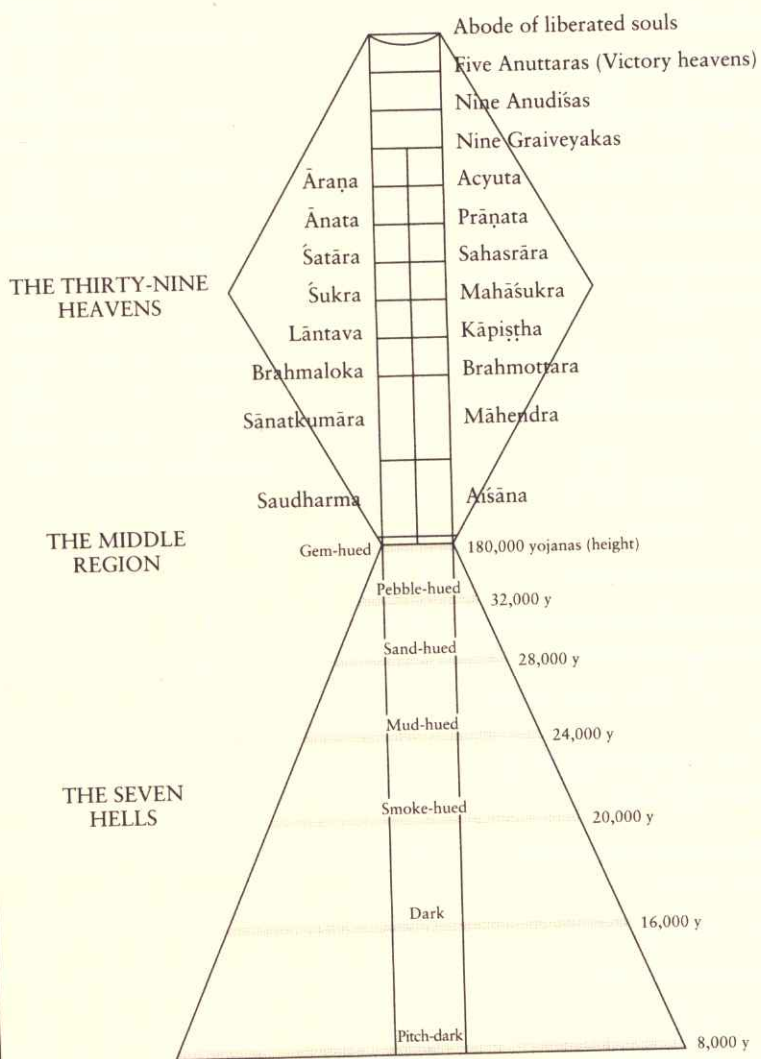 Abode of liberated souls
Five Anuttaras (Victory heavens)
Nine Anudiśas
Nine Graiveyakas
Āraṇa Acyuta
Ānata Prāṇata
Śatāra Sahasrāra
THE THIRTY-NINE
HEAVENS
Śukra Mahāśukra
Lāntava Kāpiṣṭha
Brahmaloka Brahmottara
Sānatkumāra Māhendra
Saudharma Aiśāna
THE MIDDLE
REGION
Gem-hued 180,000 yojanas (height)
Pebble-hued 32,000 y
Sand-hued 28,000 y
Mud-hued 24,000 y
THE SEVEN
HELLS
Smoke-hued 20,000 y
Dark 16,000 y
Pitch-dark 8,000 y